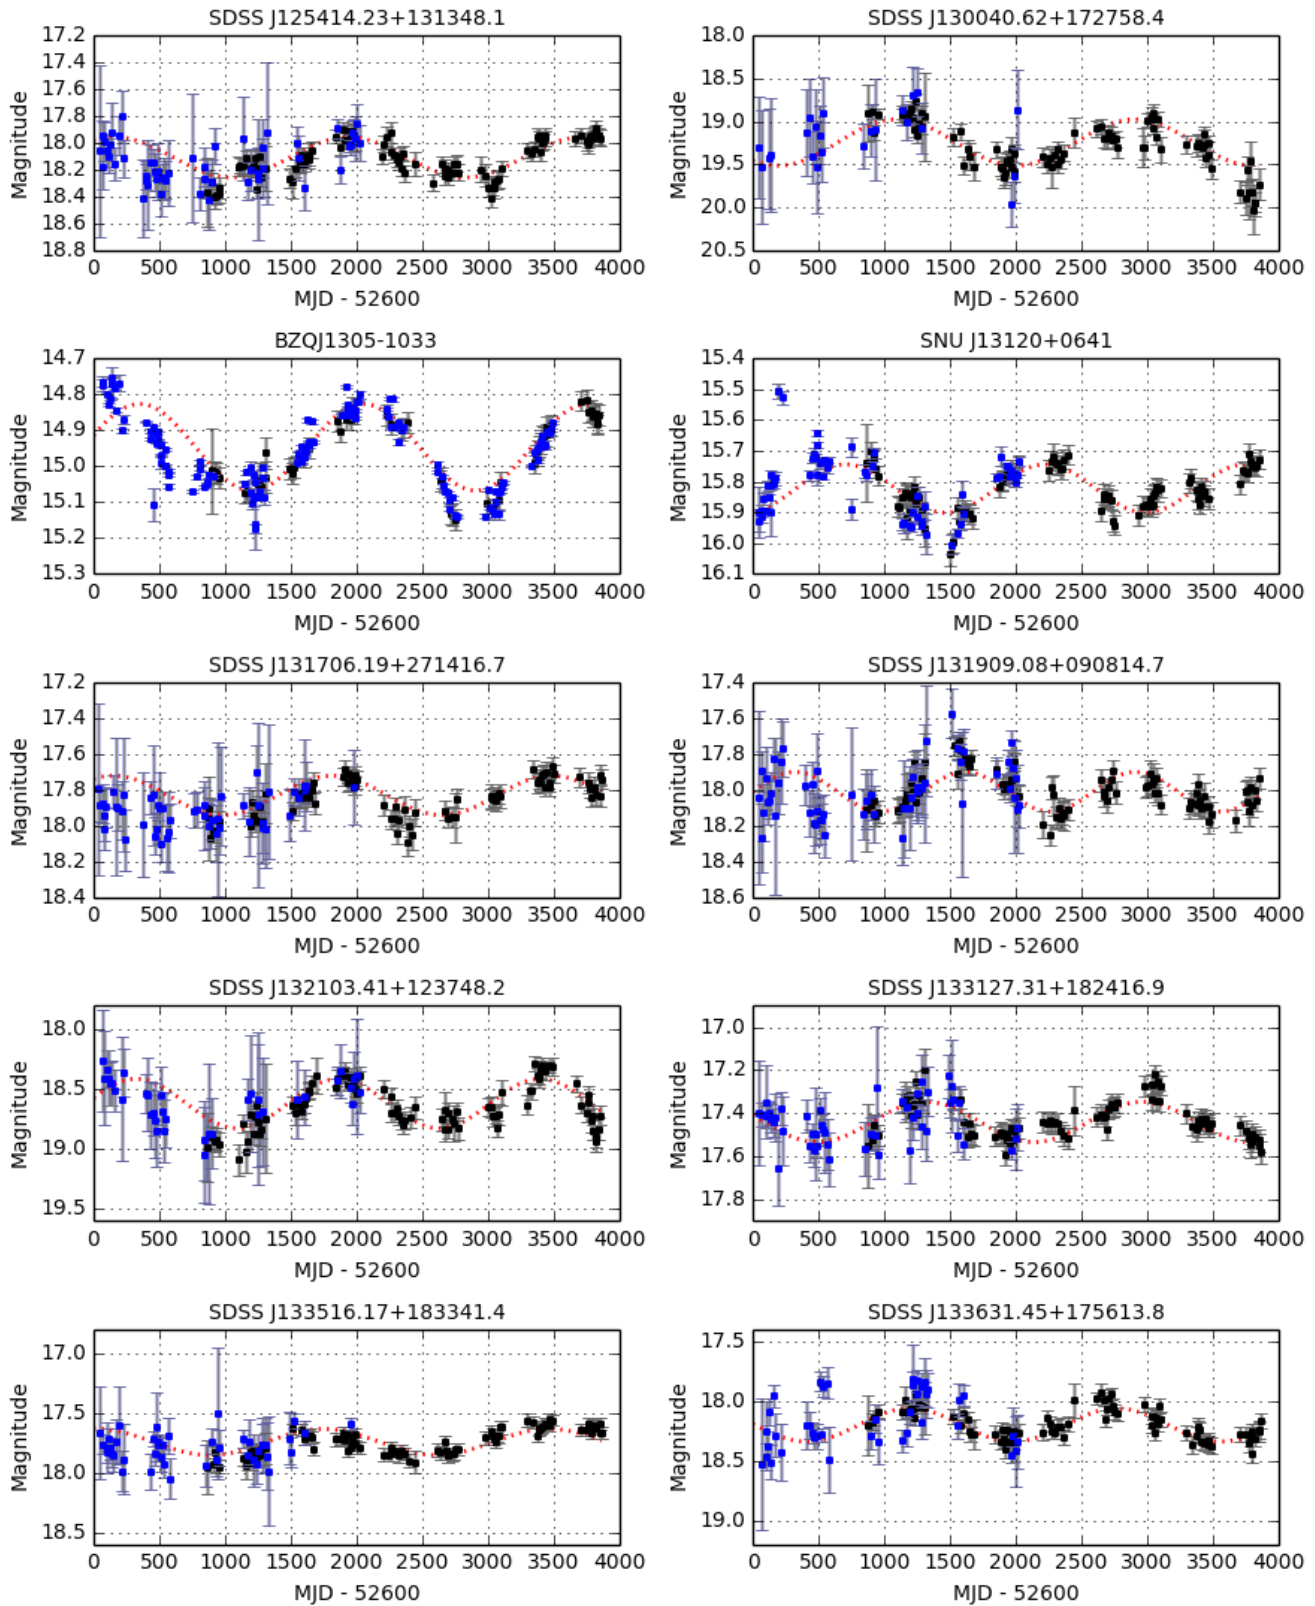 SDSS J125414.23+131348.1
17.2
17.4
17.6
17.8
18.0
18.2
18.4
18.6
18.8
Magnitude
0 500 1000 1500 2000 2500 3000 3500 4000
MJD - 52600
SDSS J130040.62+172758.4
18.0
18.5
19.0
19.5
20.0
20.5
Magnitude
0 500 1000 1500 2000 2500 3000 3500 4000
MJD - 52600
BZQJ1305-1033
14.7
14.8
14.9
15.0
15.1
15.2
15.3
Magnitude
0 500 1000 1500 2000 2500 3000 3500 4000
MJD - 52600
SNU J13120+0641
15.4
15.5
15.6
15.7
15.8
15.9
16.0
16.1
Magnitude
0 500 1000 1500 2000 2500 3000 3500 4000
MJD - 52600
SDSS J131706.19+271416.7
17.2
17.4
17.6
17.8
18.0
18.2
18.4
Magnitude
0 500 1000 1500 2000 2500 3000 3500 4000
MJD - 52600
SDSS J131909.08+090814.7
17.4
17.6
17.8
18.0
18.2
18.4
18.6
Magnitude
0 500 1000 1500 2000 2500 3000 3500 4000
MJD - 52600
SDSS J132103.41+123748.2
18.0
18.5
19.0
19.5
Magnitude
0 500 1000 1500 2000 2500 3000 3500 4000
MJD - 52600
SDSS J133127.31+182416.9
17.0
17.2
17.4
17.6
17.8
Magnitude
0 500 1000 1500 2000 2500 3000 3500 4000
MJD - 52600
SDSS J133516.17+183341.4
17.0
17.5
18.0
18.5
Magnitude
0 500 1000 1500 2000 2500 3000 3500 4000
MJD - 52600
SDSS J133631.45+175613.8
17.5
18.0
18.5
19.0
Magnitude
0 500 1000 1500 2000 2500 3000 3500 4000
MJD - 52600